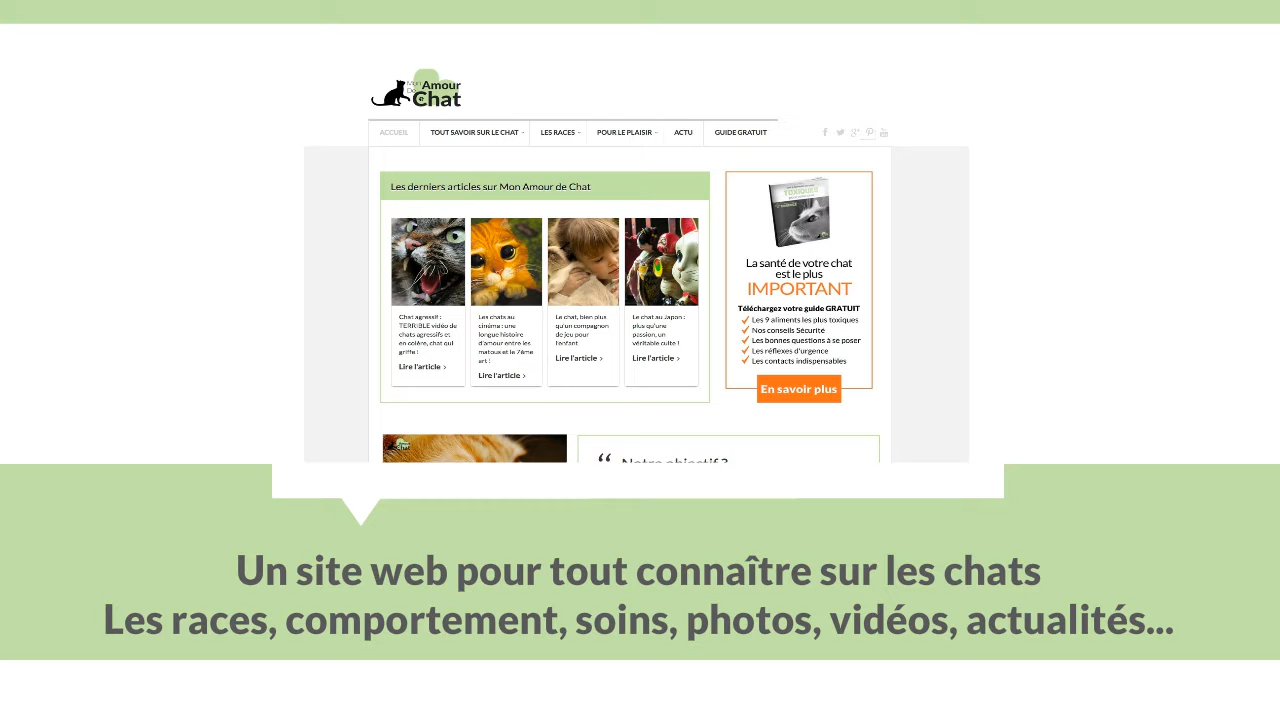 Mon
De
Amour
Chat
ACCUEIL
TOUT SAVOIR SUR LE CHAT
LES RACES
POUR LE PLAISIR
ACTU
GUIDE GRATUIT
Les derniers articles sur Mon Amour de Chat
Chat agressif :
TERRIBLE vidéo de
chats agressifs et
en colère, chat qui
griffe !
Lire l'article
Les chats au
cinéma : une
longue histoire
d'amour entre les
matous et le 7ème
art !
Lire l'article
Le chat, bien plus
qu'un compagnon
de jeu pour
l'enfant
Lire l'article
Le chat au Japon :
plus qu'une
passion, un
véritable culte !
Lire l'article
TOXIQUES
La santé de votre chat
est le plus
IMPORTANT
Téléchargez votre guide GRATUIT
Les 9 aliments les plus toxiques
Nos conseils Sécurité
Les bonnes questions à se poser
Les réflexes d'urgence
Les contacts indispensables
En savoir plus
Notre objectif ?
Un site web pour tout connaître sur les chats
Les races, comportement, soins, photos, vidéos, actualités...